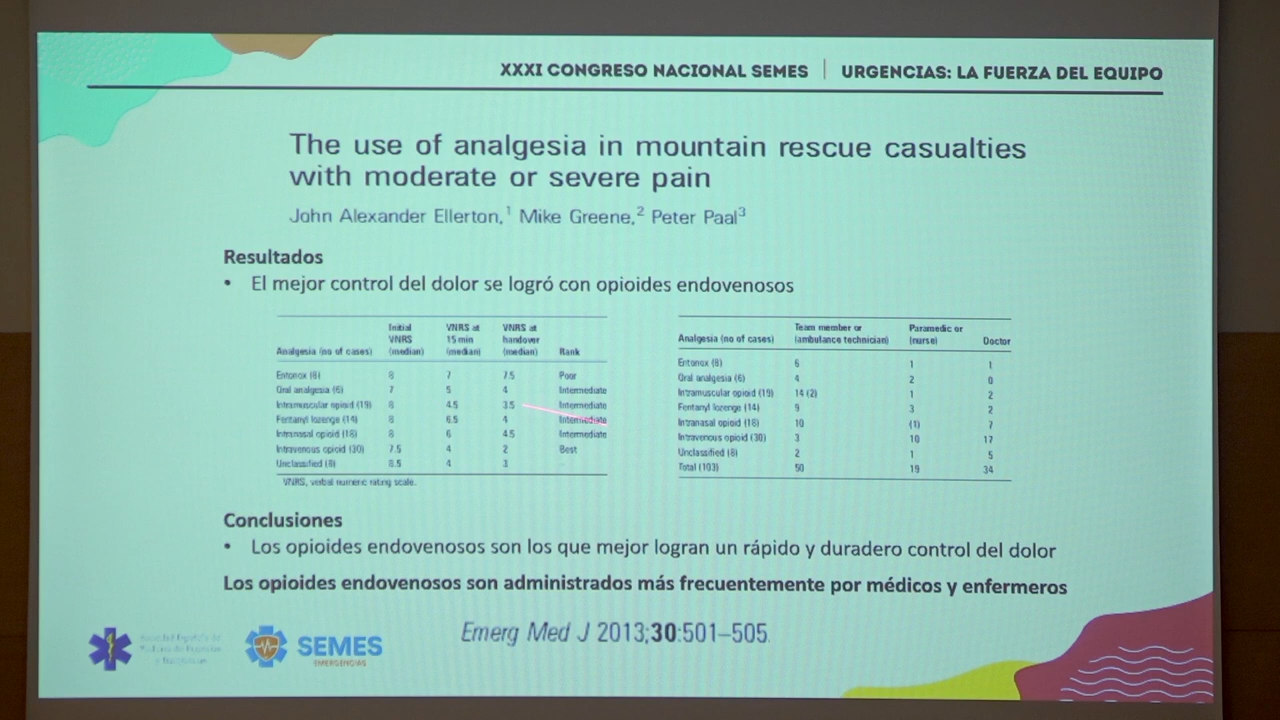 XXXI CONGRESO NACIONAL SEMES | URGENCIAS: LA FUERZA DEL EQUIPO
The use of analgesia in mountain rescue casualties
with moderate or severe pain
John Alexander Ellerton,1 Mike Greene,2 Peter Paal3
Resultados
• El mejor control del dolor se logró con opioides endovenosos
Analgesia (no of cases) Initial VNRS (median) VNRS at 15 min (median) VNRS at handover (median) Rank
Entonox (8) 8 7 7.5 Poor
Oral analgesia (6) 7 5 4 Intermediate
Intramuscular opioid (19) 8 4.5 3.5 Intermediate
Fentanyl lozenge (14) 8 6.5 4 Intermediate
Intranasal opioid (18) 8 6 4.5 Intermediate
Intravenous opioid (30) 7.5 4 2 Best
Unclassified (8) 8.5 4 3
VNRS, verbal numeric rating scale.
Analgesia (no of cases) Team member or (ambulance technician) Paramedic or (nurse) Doctor
Entonox (8) 6 1 1
Oral analgesia (6) 4 2 0
Intramuscular opioid (19) 14 (2) 1 2
Fentanyl lozenge (14) 9 3 2
Intranasal opioid (18) 10 (1) 7
Intravenous opioid (30) 3 10 17
Unclassified (8) 2 1 5
Total (103) 50 19 34
Conclusiones
• Los opioides endovenosos son los que mejor logran un rápido y duradero control del dolor
Los opioides endovenosos son administrados más frecuentemente por médicos y enfermeros
Emerg Med J 2013;30:501–505.
SEMES
EMERGENCIAS